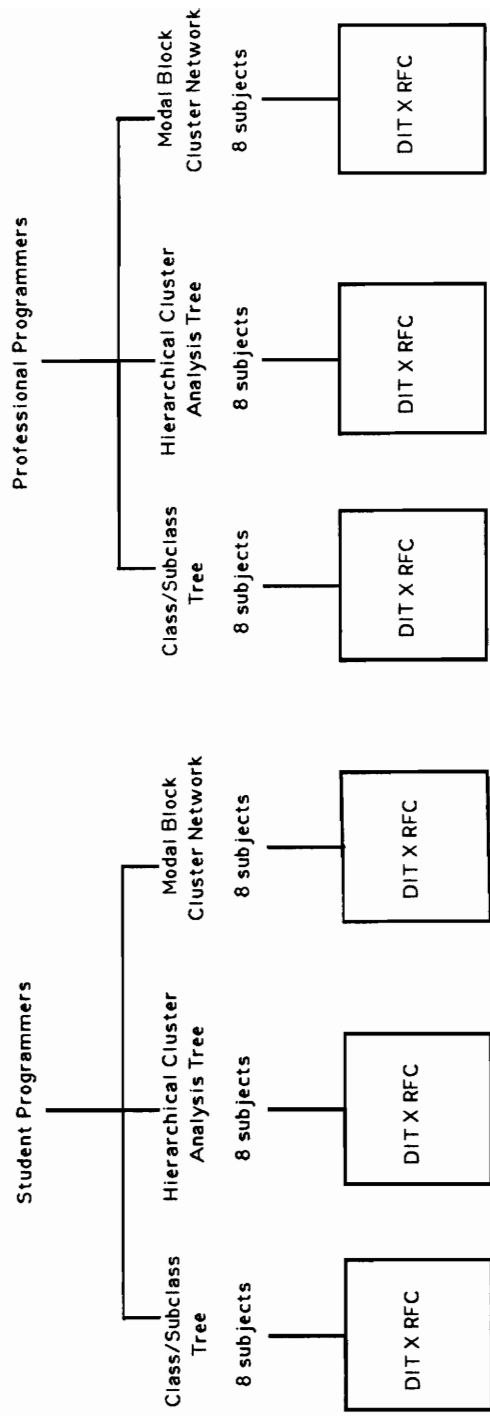 Student Programmers
Class/Subclass
Tree
8 subjects
DIT X RFC
Hierarchical Cluster
Analysis Tree
8 subjects
DIT X RFC
Modal Block
Cluster Network
8 subjects
DIT X RFC
Professional Programmers
Class/Subclass
Tree
8 subjects
DIT X RFC
Hierarchical Cluster
Analysis Tree
8 subjects
DIT X RFC
Modal Block
Cluster Network
8 subjects
DIT X RFC